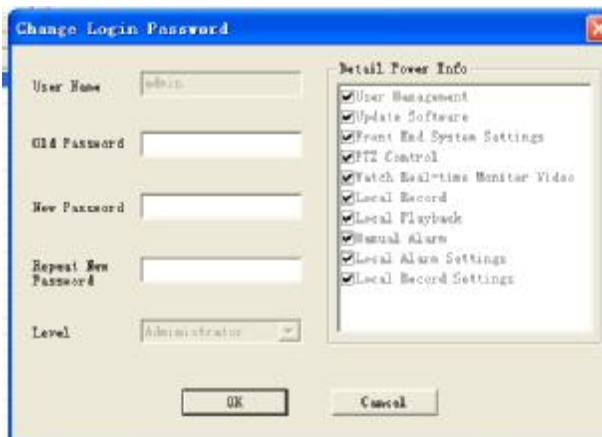 Change Login Password
User Name
admin
Old Password
New Password
Repeat New
Password
Level
Administrator
Detail Power Info
User Management
Update Software
Front End System Settings
PTZ Control
Watch Real-time Monitor Video
Local Record
Local Playback
Manual Alarm
Local Alarm Settings
Local Record Settings
OK
Cancel